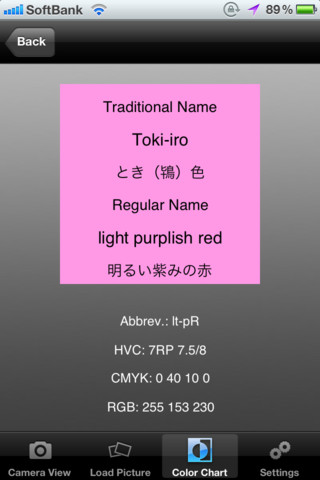 SoftBank 89%
Back
Traditional Name
Toki-iro
とき（鴇）色
Regular Name
light purplish red
明るい紫みの赤
Abbrev.: lt-pR
HVC: 7RP 7.5/8
CMYK: 0 40 10 0
RGB: 255 153 230
Camera View Load Picture Color Chart Settings